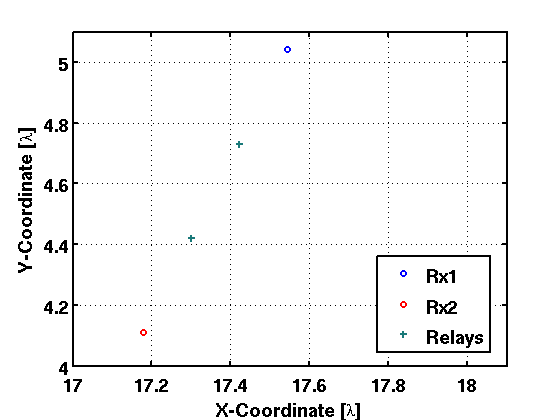 5
4.8
4.6
4.4
4.2
4
17
17.2
17.4
17.6
17.8
18
Y-Coordinate [λ]
X-Coordinate [λ]
Rx1
Rx2
Relays